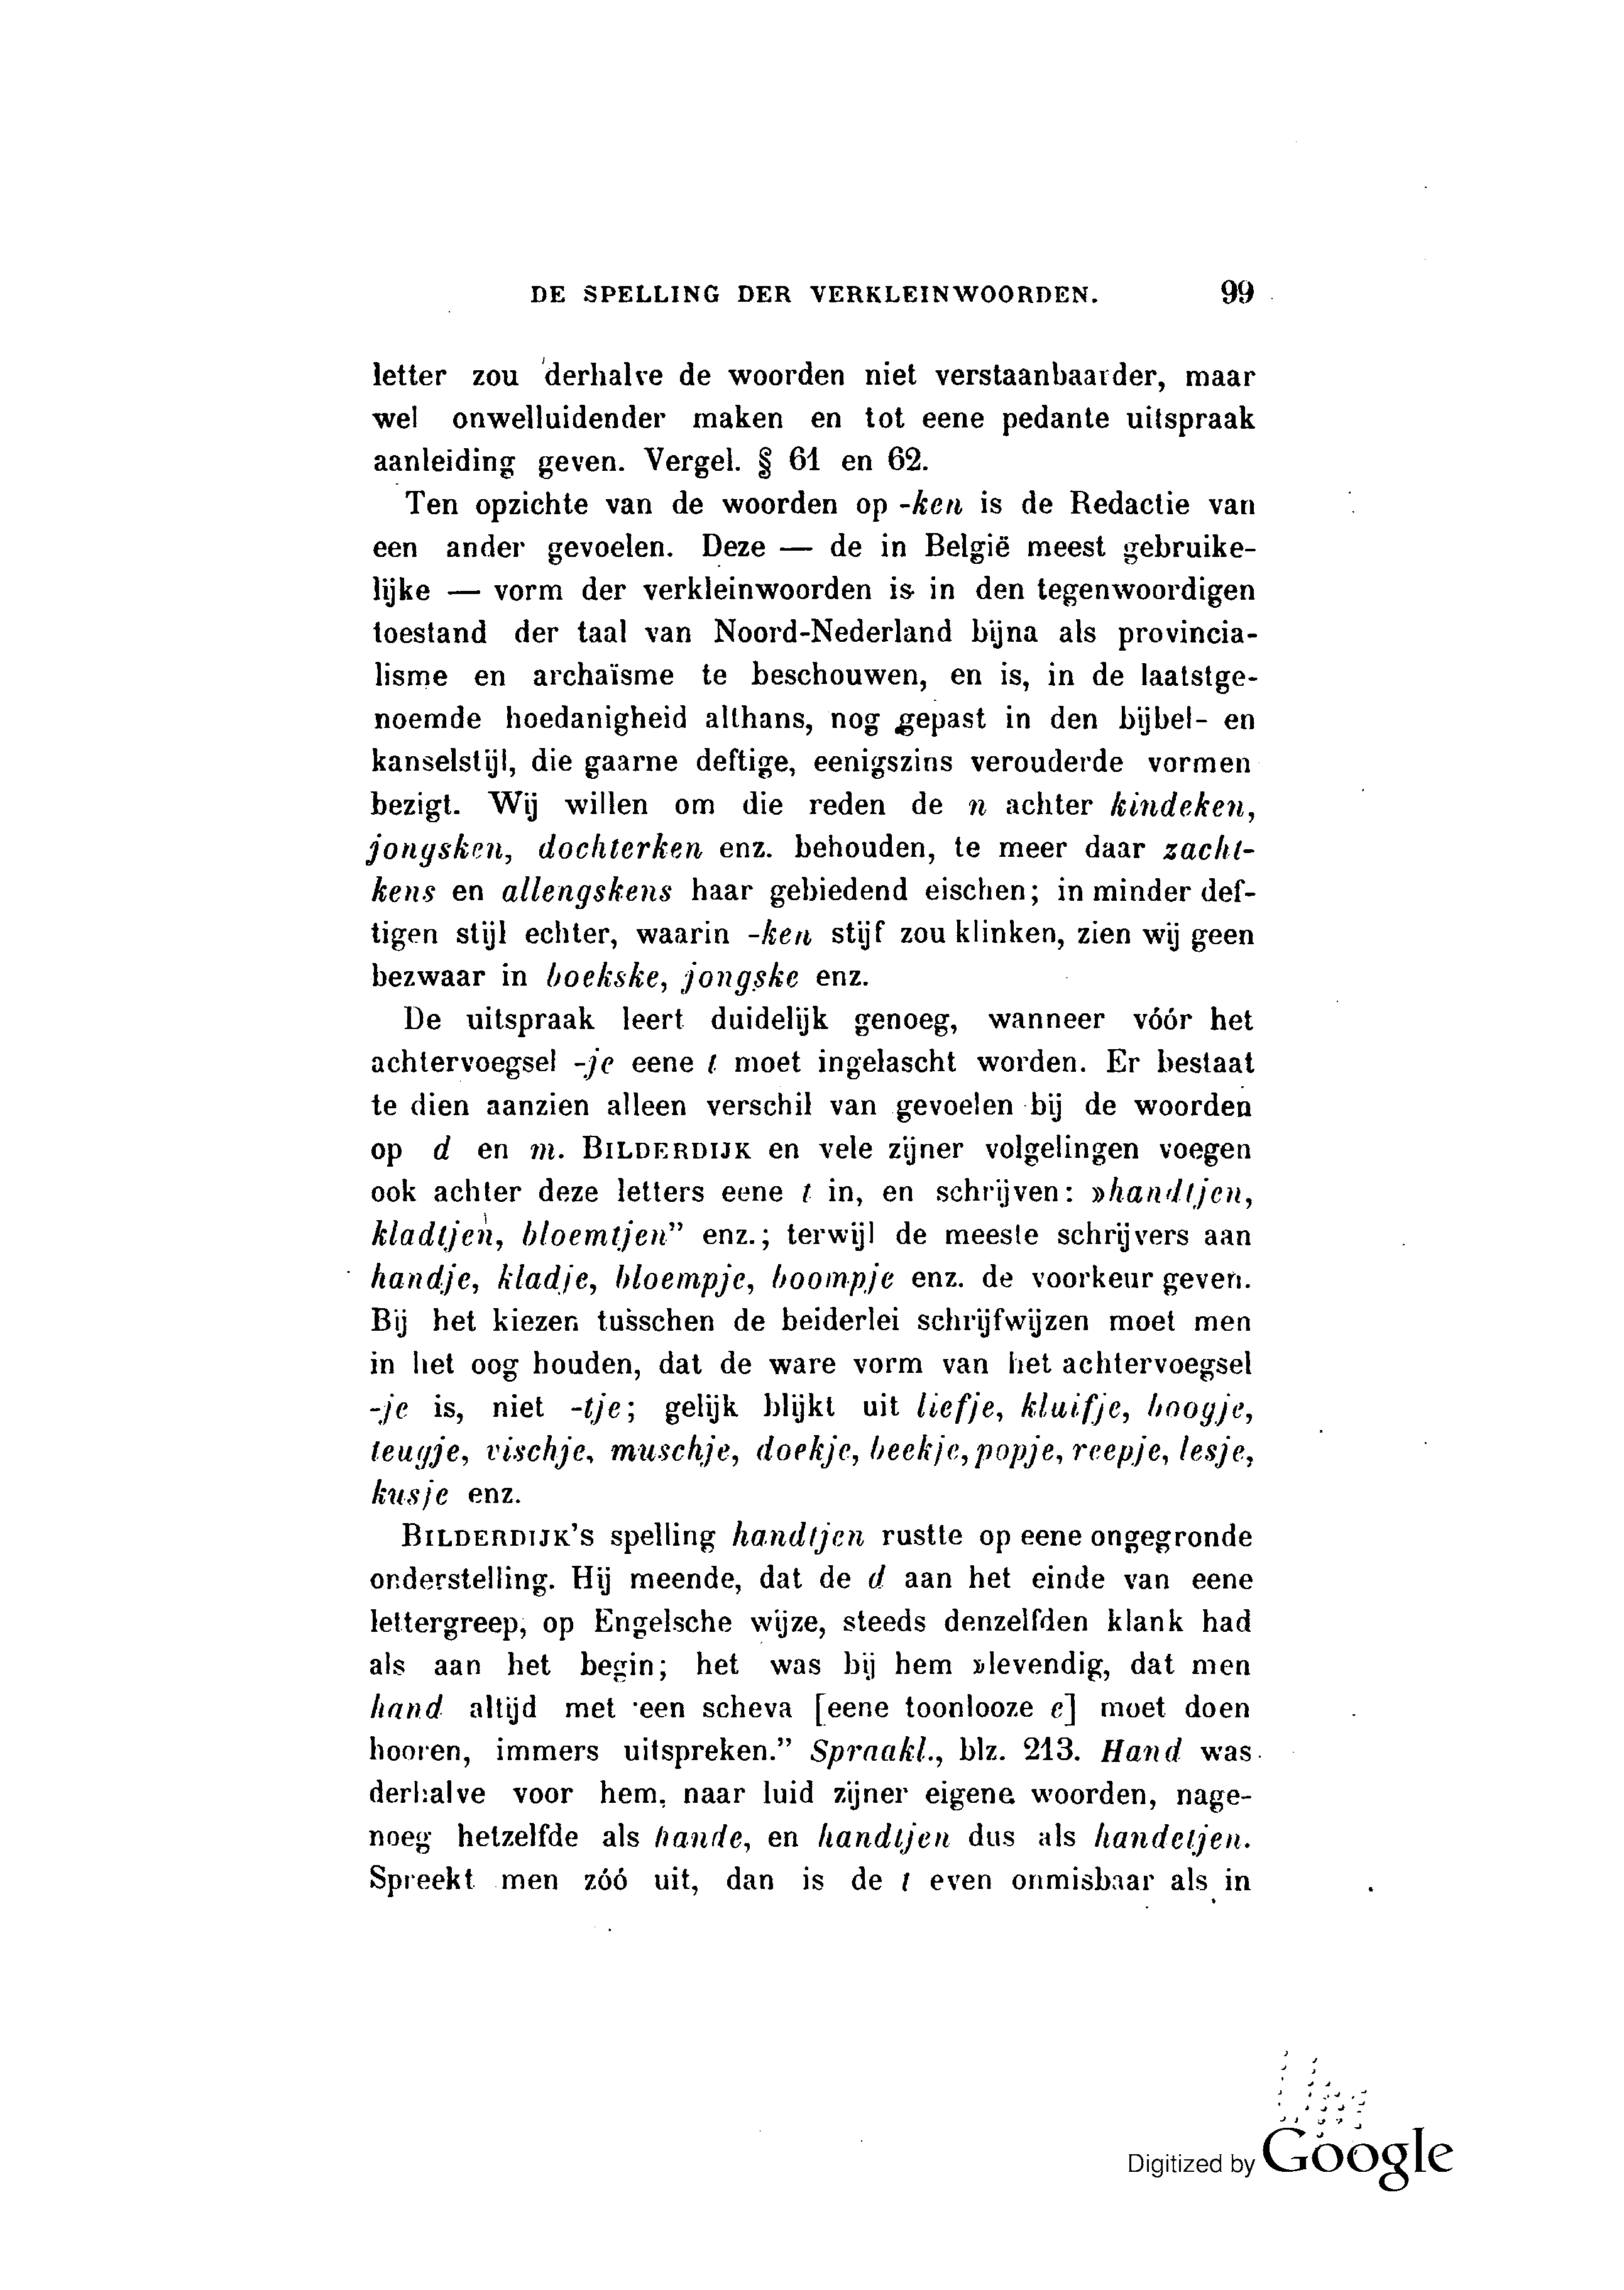 DE SPELLING DER VERKLEINWOORDEN. 99
letter zou derhalve de woorden niet verstaanbaarder, maar
wel onwelluidender maken en tot eene pedante uitspraak
aanleiding geven. Vergel. § 61 en 62.
Ten opzichte van de woorden op -ken is de Redactie van
een ander gevoelen. Deze — de in België meest gebruike-
lijke — vorm der verkleinwoorden is in den tegenwoordigen
toestand der taal van Noord-Nederland bijna als provincia-
lisme en archaïsme te beschouwen, en is, in de laatstge-
noemde hoedanigheid althans, nog gepast in den bijbel- en
kanselstijl, die gaarne deftige, eenigszins verouderde vormen
bezigt. Wij willen om die reden de n achter kindeken,
jongsken, dochterken enz. behouden, te meer daar zacht-
kens en allengskens haar gebiedend eischen; in minder def-
tigen stijl echter, waarin -ken stijf zou klinken, zien wij geen
bezwaar in boekske, jongske enz.
De uitspraak leert duidelijk genoeg, wanneer vóór het
achtervoegsel -je eene t moet ingelascht worden. Er bestaat
te dien aanzien alleen verschil van gevoelen bij de woorden
op d en m. BILDERDIJK en vele zijner volgelingen voegen
ook achter deze letters eene t in, en schrijven: »handtjen,
kladtjen, bloemtjen” enz.; terwijl de meeste schrijvers aan
handje, kladje, bloempje, boompje enz. de voorkeur geven.
Bij het kiezen tusschen de beiderlei schrijfwijzen moet men
in het oog houden, dat de ware vorm van het achtervoegsel
-je is, niet -tje; gelijk blijkt uit liefje, kluifje, boogje,
teugje, vischje, muschje, doekje, beekje, popje, reepje, lesje,
kusje enz.
BILDERDIJK'S spelling handtjen rustte op eene ongegronde
onderstelling. Hij meende, dat de d aan het einde van eene
lettergreep, op Engelsche wijze, steeds denzelfden klank had
als aan het begin; het was bij hem »levendig, dat men
hand altijd met een scheva [eene toonlooze e] moet doen
hooren, immers uitspreken.” Spraakl., blz. 213. Hand was
derhalve voor hem, naar luid zijner eigene woorden, nage-
noeg hetzelfde als hande, en handtjen dus als handetjen.
Spreekt men zóó uit, dan is de t even onmisbaar als in
Digitized by Google